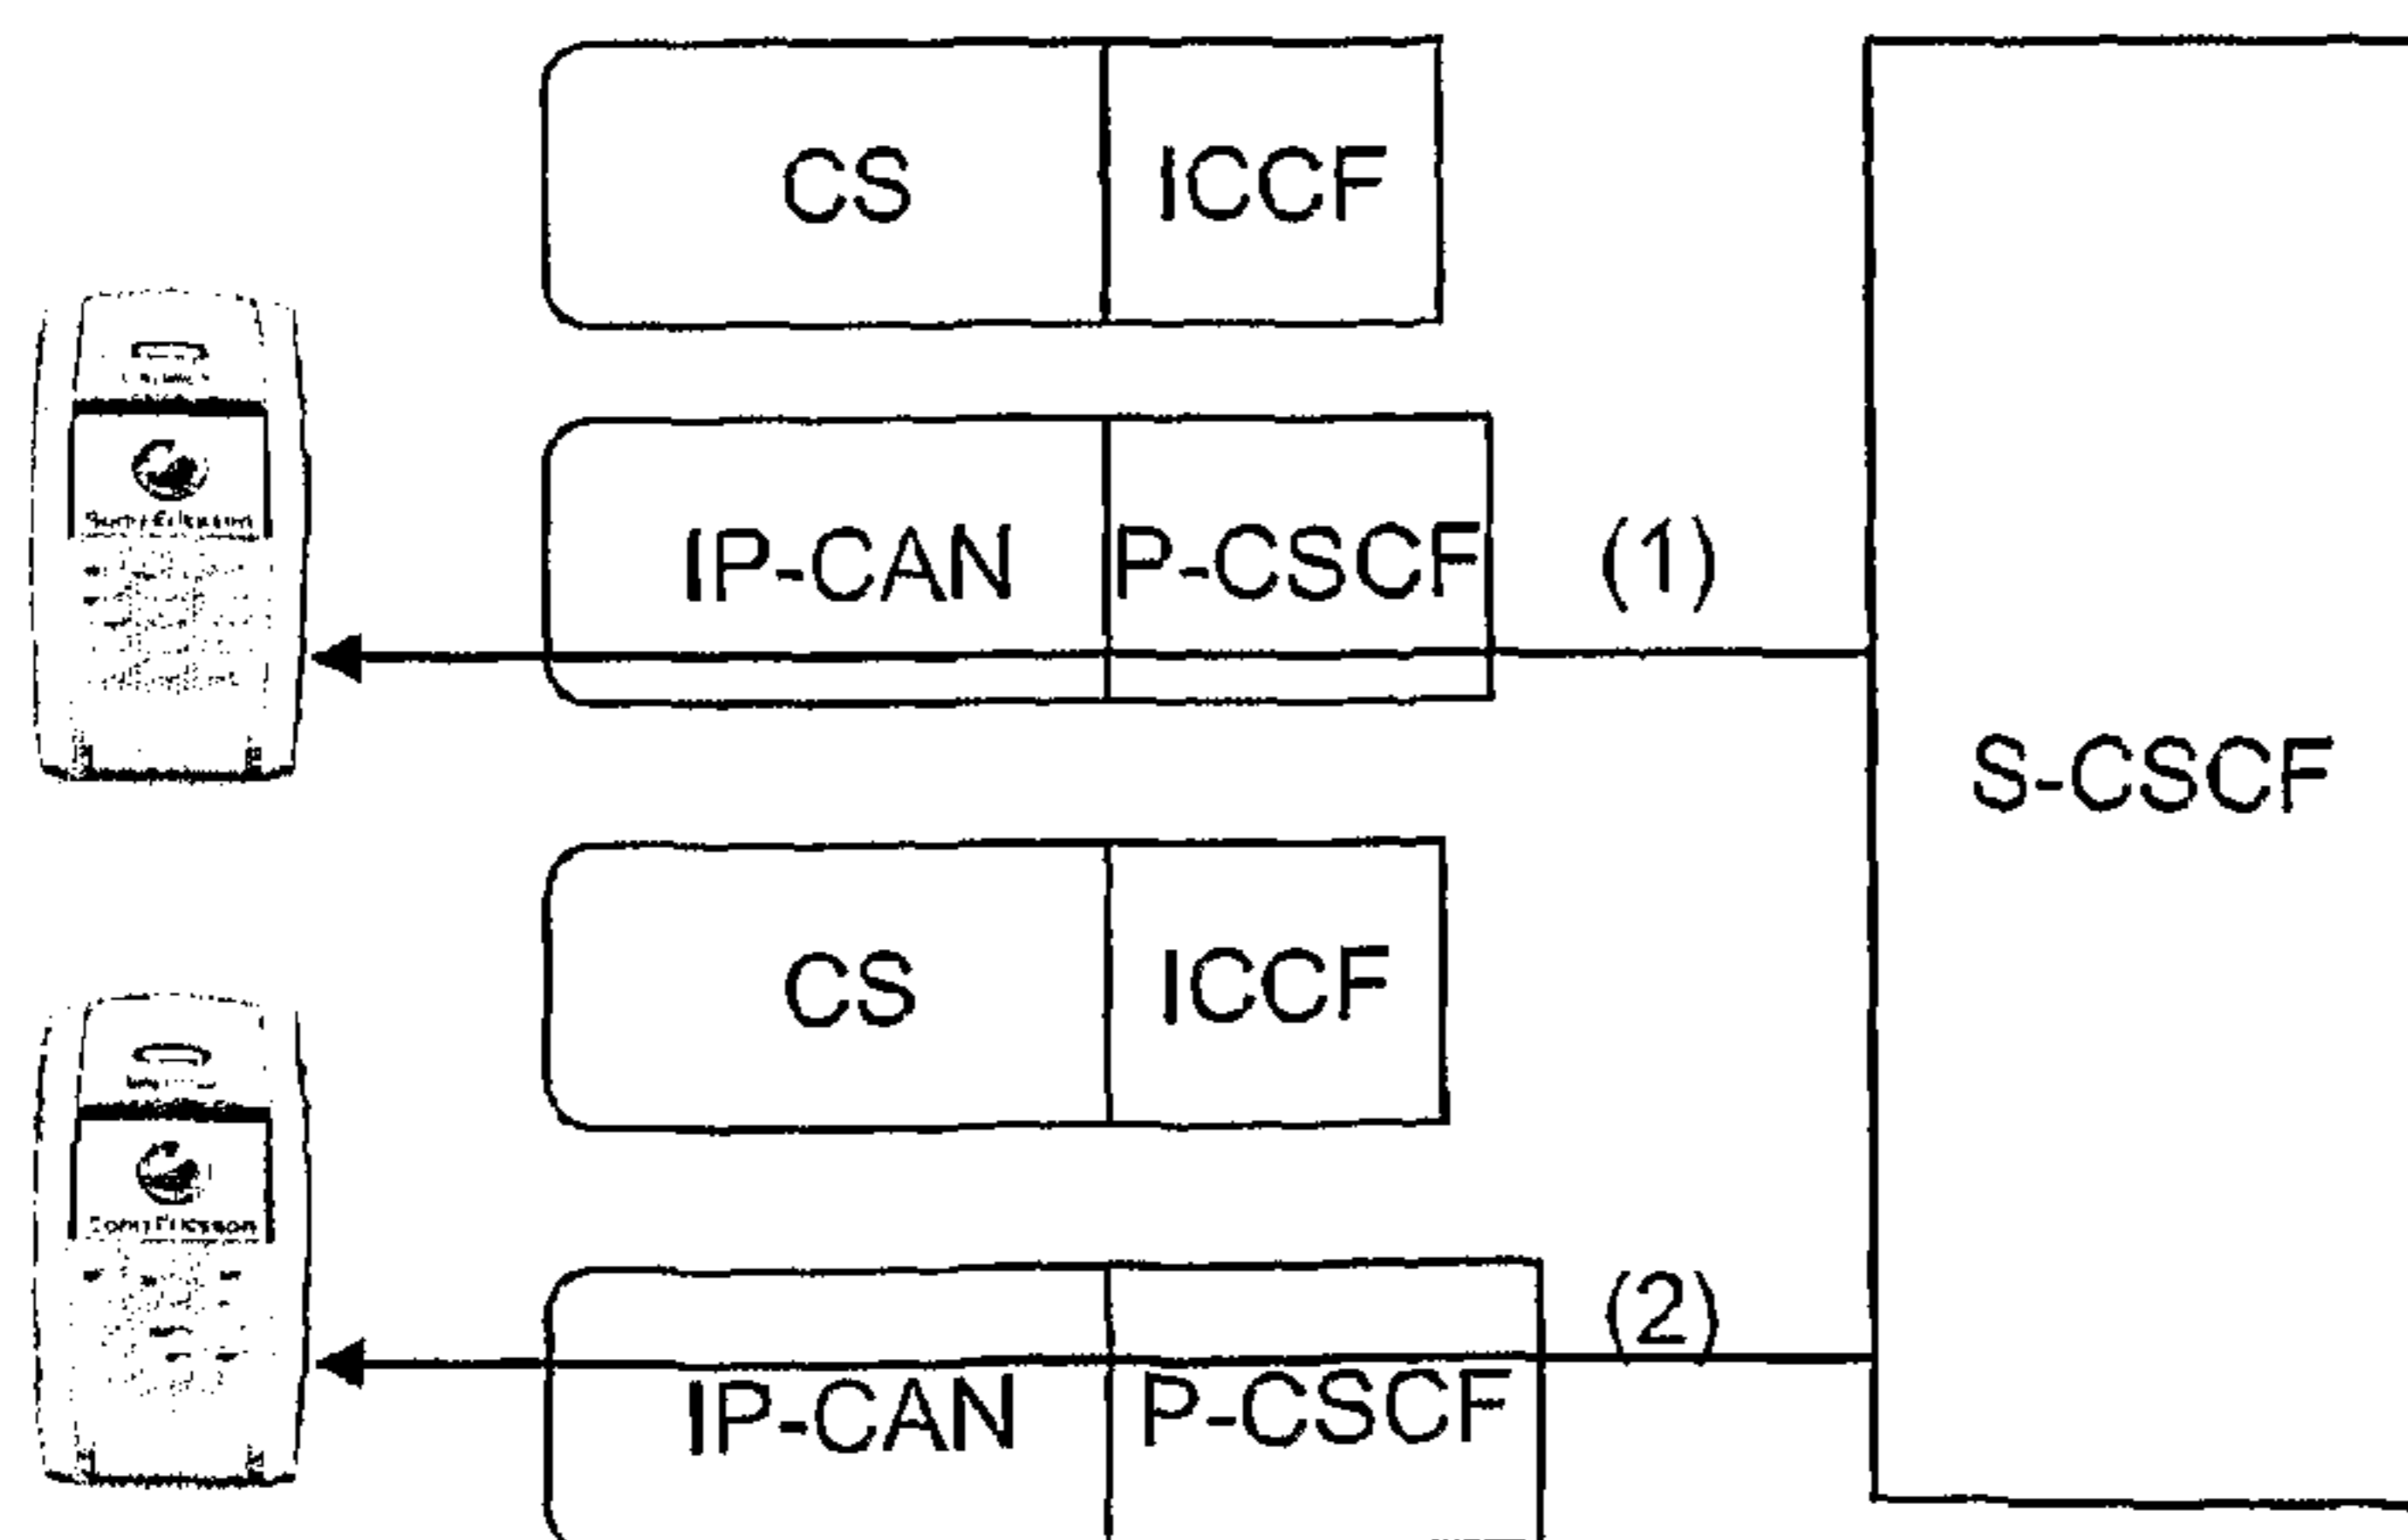 CS ICCF
IP-CAN P-CSCF (1)
S-CSCF
CS ICCF
(2)
IP-CAN P-CSCF